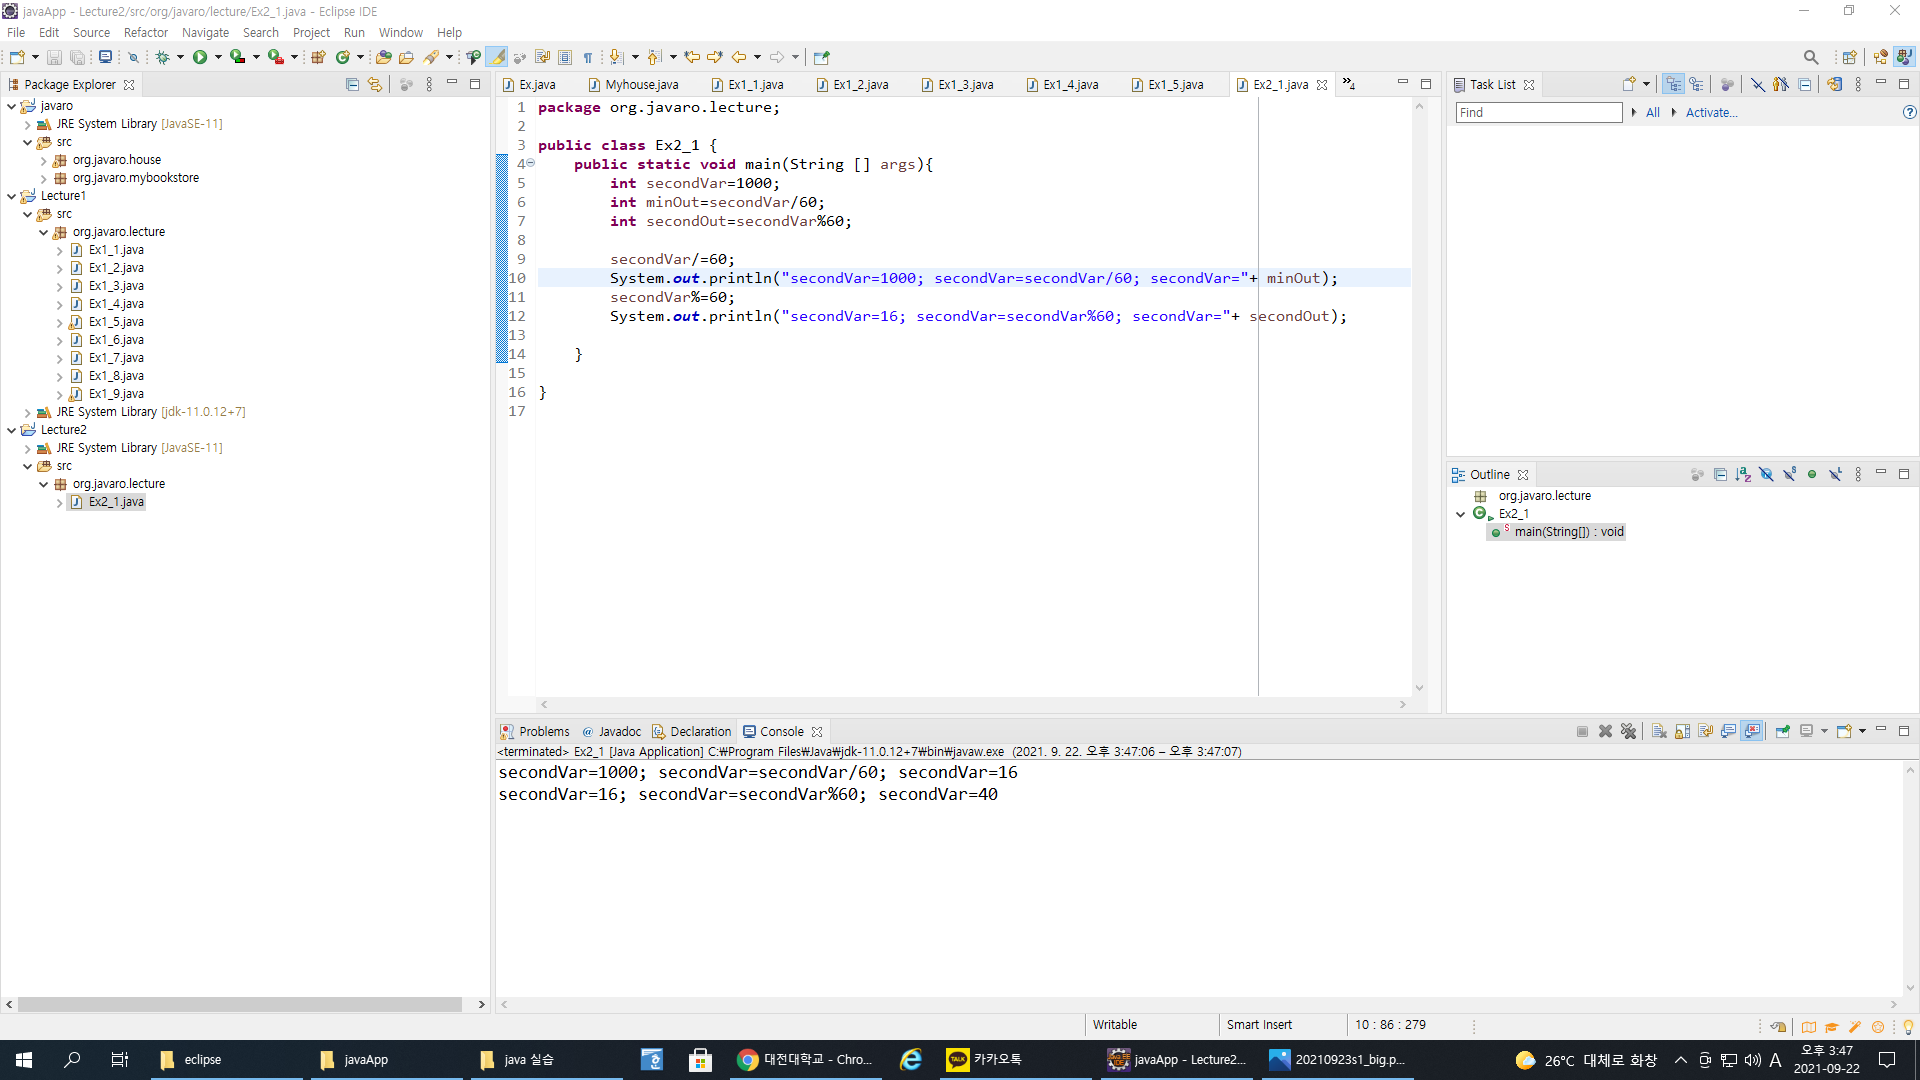 javaApp - Lecture2/src/org/javaro/lecture/Ex2_1.java - Eclipse IDE
File Edit Source Refactor Navigate Search Project Run Window Help
Package Explorer
javaro
JRE System Library [JavaSE-11]
src
org.javaro.house
org.javaro.mybookstore
Lecture1
src
org.javaro.lecture
Ex1_1.java
Ex1_2.java
Ex1_3.java
Ex1_4.java
Ex1_5.java
Ex1_6.java
Ex1_7.java
Ex1_8.java
Ex1_9.java
JRE System Library [jdk-11.0.12+7]
Lecture2
JRE System Library [JavaSE-11]
src
org.javaro.lecture
Ex2_1.java
Ex.java Myhouse.java Ex1_1.java Ex1_2.java Ex1_3.java Ex1_4.java Ex1_5.java Ex2_1.java »4
1 package org.javaro.lecture;
2
3 public class Ex2_1 {
4 public static void main(String [] args){
5 int secondVar=1000;
6 int minOut=secondVar/60;
7 int secondOut=secondVar%60;
8
9 secondVar/=60;
10 System.out.println("secondVar=1000; secondVar=secondVar/60; secondVar="+ minOut);
11 secondVar%=60;
12 System.out.println("secondVar=16; secondVar=secondVar%60; secondVar="+ secondOut);
13
14 }
15
16 }
17
Task List
Find All Activate...
Outline
org.javaro.lecture
Ex2_1
main(String[]) : void
Problems Javadoc Declaration Console
<terminated> Ex2_1 [Java Application] C:₩Program Files₩Java₩jdk-11.0.12+7₩bin₩javaw.exe (2021. 9. 22. 오후 3:47:06 – 오후 3:47:07)
secondVar=1000; secondVar=secondVar/60; secondVar=16
secondVar=16; secondVar=secondVar%60; secondVar=40
Writable Smart Insert 10 : 86 : 279
eclipse javaApp java 실습 대전대학교 - Chro... TALK 카카오톡 javaApp - Lecture2... 20210923s1_big.p... 26°C 대체로 화창 A 오후 3:47
2021-09-22